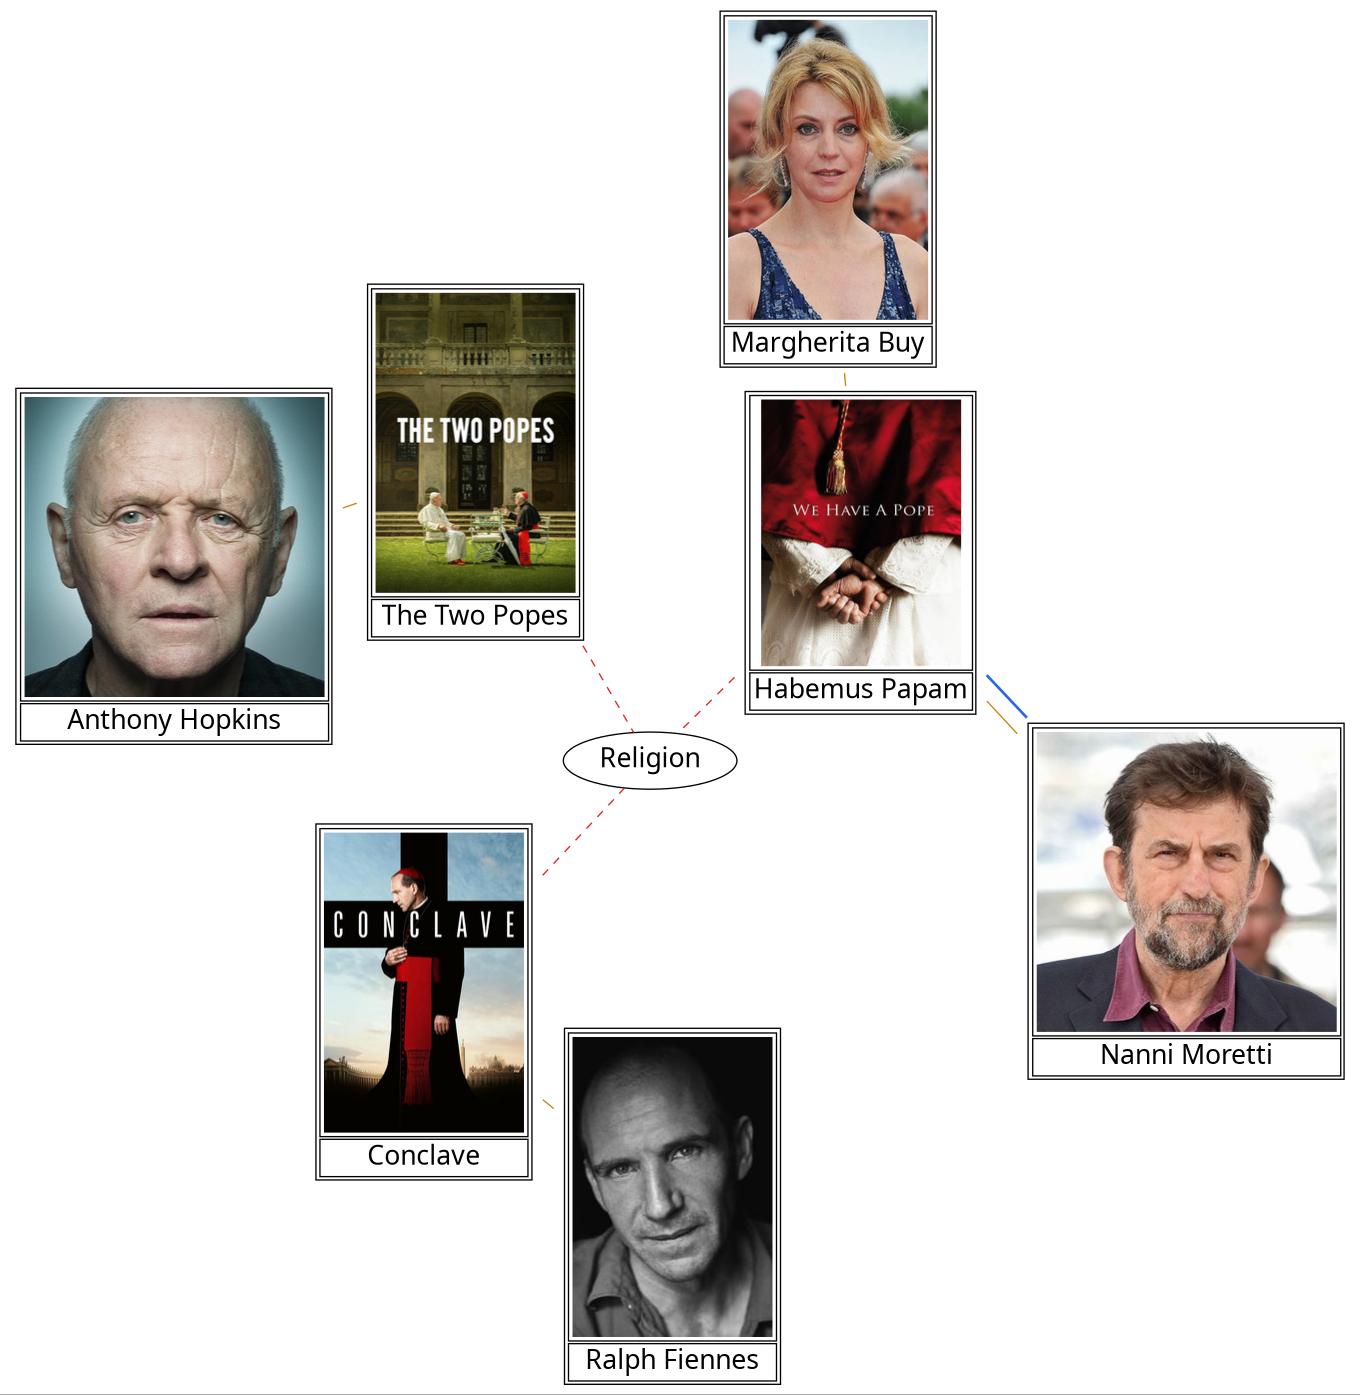 Margherita Buy
THE TWO POPES
The Two Popes
WE HAVE A POPE
Habemus Papam
Anthony Hopkins
Religion
CONCLAVE
Conclave
Nanni Moretti
Ralph Fiennes